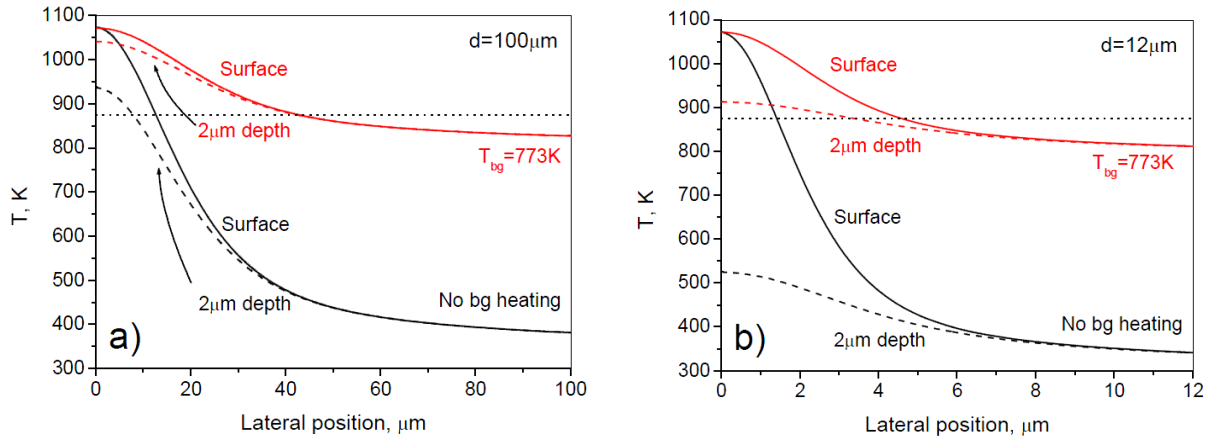 1100
1000
900
800
700
600
500
400
300
T, K
0
20
40
60
80
100
Lateral position, μm
d=100μm
Surface
2μm depth
T_bg=773K
Surface
2μm depth
No bg heating
a)
1100
1000
900
800
700
600
500
400
300
T, K
0
2
4
6
8
10
12
Lateral position, μm
d=12μm
Surface
2μm depth
T_bg=773K
Surface
No bg heating
2μm depth
b)